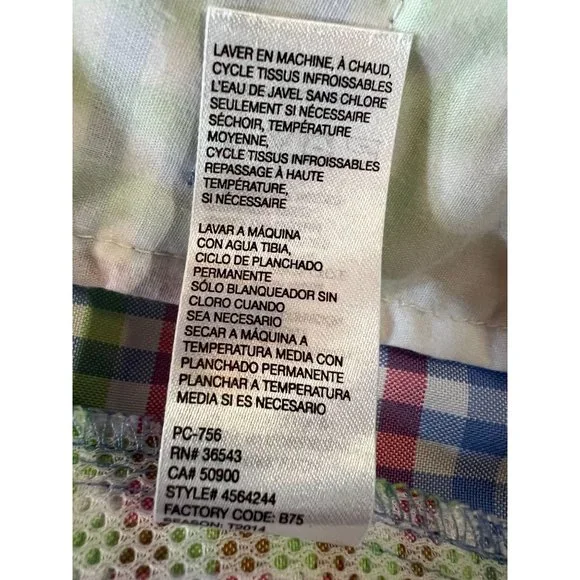 LAVER EN MACHINE, À CHAUD,
CYCLE TISSUS INFROISSABLES
L'EAU DE JAVEL SANS CHLORE
SEULEMENT SI NÉCESSAIRE
SÉCHOIR, TEMPÉRATURE
MOYENNE,
CYCLE TISSUS INFROISSABLES
REPASSAGE À HAUTE
TEMPÉRATURE,
SI NÉCESSAIRE
LAVAR A MÁQUINA
CON AGUA TIBIA,
CICLO DE PLANCHADO
PERMANENTE
SÓLO BLANQUEADOR SIN
CLORO CUANDO
SEA NECESARIO
SECAR A MÁQUINA A
TEMPERATURA MEDIA CON
PLANCHADO PERMANENTE
PLANCHAR A TEMPERATURA
MEDIA SI ES NECESARIO
PC-756
RN# 36543
CA# 50900
STYLE# 4564244
FACTORY CODE: B75
SEASON: T2014